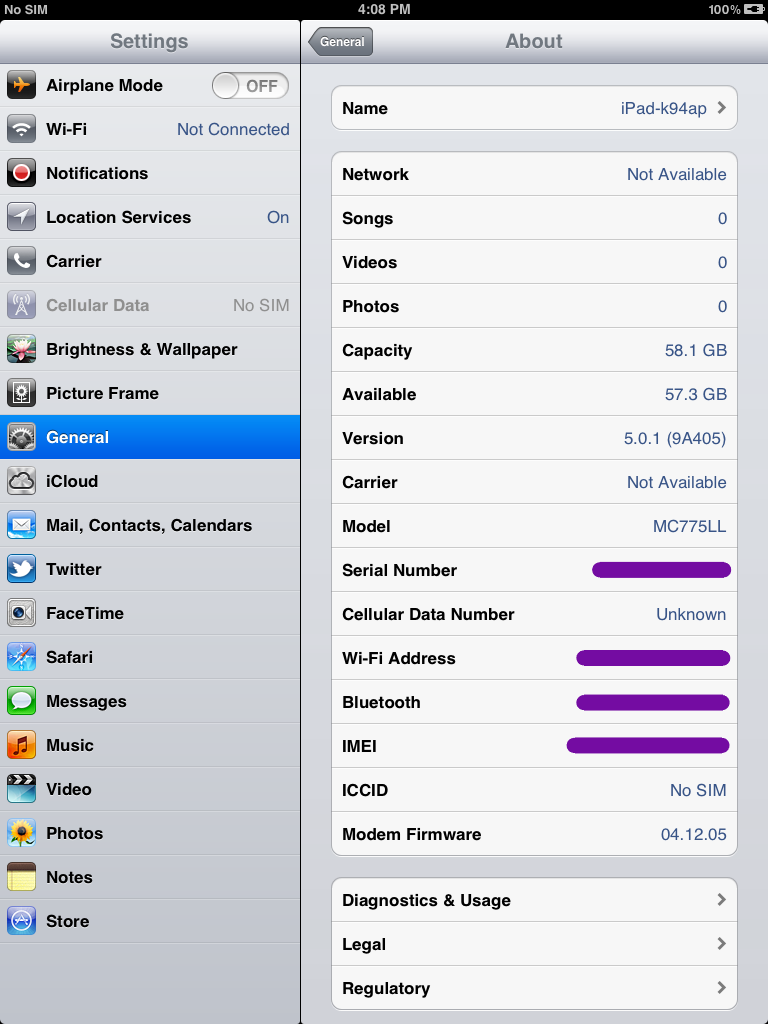 No SIM 4:08 PM 100%
Settings
Airplane Mode OFF
Wi-Fi Not Connected
Notifications
Location Services On
Carrier
Cellular Data No SIM
Brightness & Wallpaper
Picture Frame
General
iCloud
Mail, Contacts, Calendars
Twitter
FaceTime
Safari
Messages
Music
Video
Photos
Notes
Store
General About
Name iPad-k94ap
Network Not Available
Songs 0
Videos 0
Photos 0
Capacity 58.1 GB
Available 57.3 GB
Version 5.0.1 (9A405)
Carrier Not Available
Model MC775LL
Serial Number
Cellular Data Number Unknown
Wi-Fi Address
Bluetooth
IMEI
ICCID No SIM
Modem Firmware 04.12.05
Diagnostics & Usage
Legal
Regulatory